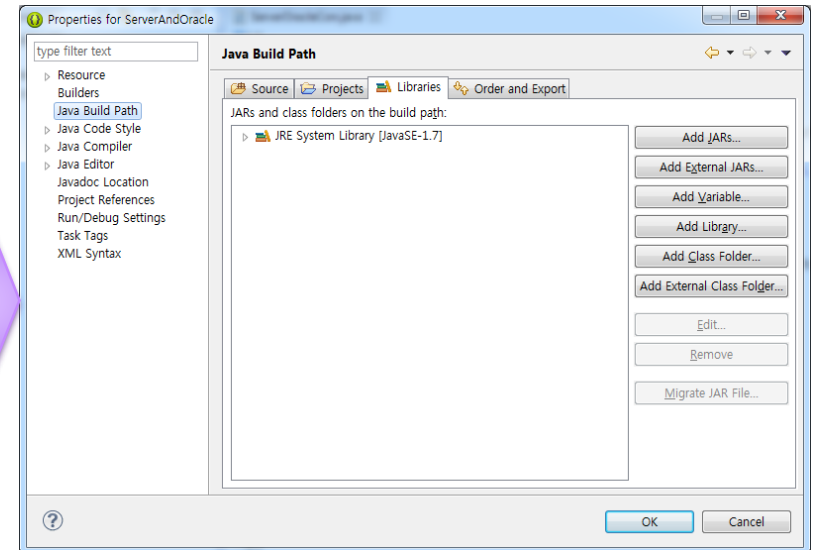 Properties for ServerAndOracle
type filter text
Resource
Builders
Java Build Path
Java Code Style
Java Compiler
Java Editor
Javadoc Location
Project References
Run/Debug Settings
Task Tags
XML Syntax
Java Build Path
Source Projects Libraries Order and Export
JARs and class folders on the build path:
JRE System Library [JavaSE-1.7]
Add JARs...
Add External JARs...
Add Variable...
Add Library...
Add Class Folder...
Add External Class Folder...
Edit...
Remove
Migrate JAR File...
OK Cancel